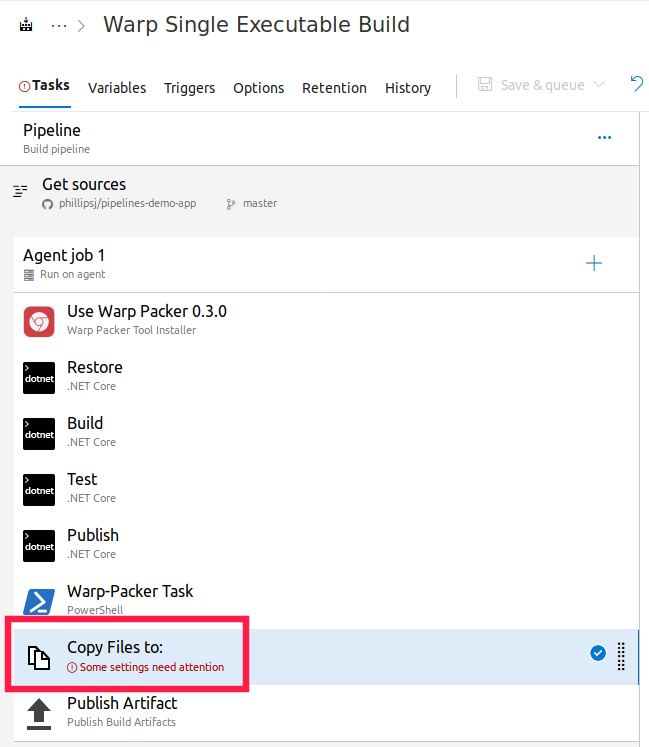 ... > Warp Single Executable Build
Tasks Variables Triggers Options Retention History Save & queue
Pipeline
Build pipeline
...
Get sources
phillipsj/pipelines-demo-app master
Agent job 1
Run on agent
Use Warp Packer 0.3.0
Warp Packer Tool Installer
>
dotnet
Restore
.NET Core
>
dotnet
Build
.NET Core
>
dotnet
Test
.NET Core
>
dotnet
Publish
.NET Core
Warp-Packer Task
PowerShell
Copy Files to:
Some settings need attention
Publish Artifact
Publish Build Artifacts